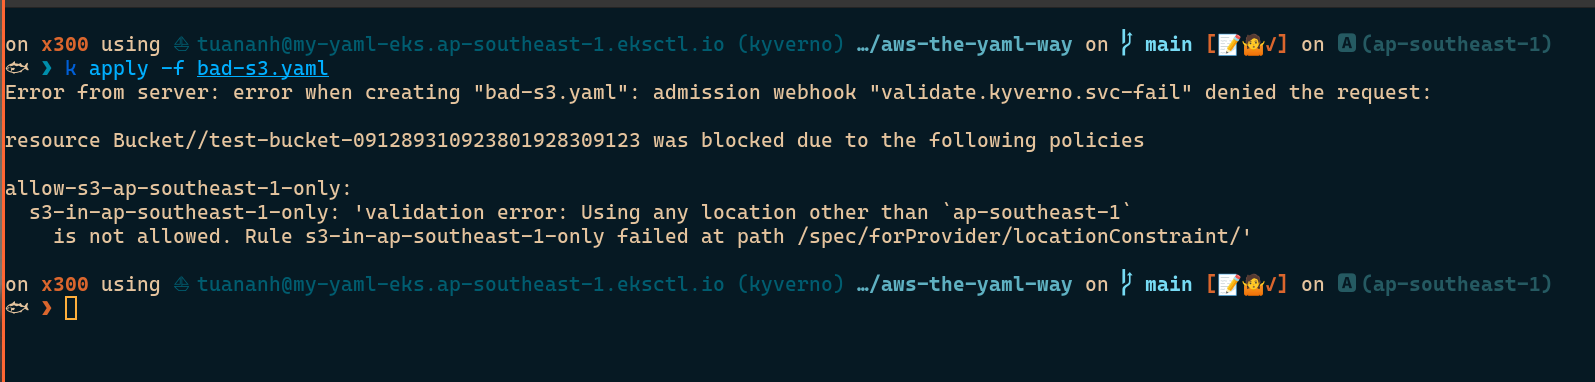 on x300 using ⛵ tuananh@my-yaml-eks.ap-southeast-1.eksctl.io (kyverno) …/aws-the-yaml-way on main [📝🤷√] on 🅰 (ap-southeast-1)
🐟 ❯ k apply -f bad-s3.yaml
Error from server: error when creating "bad-s3.yaml": admission webhook "validate.kyverno.svc-fail" denied the request:
resource Bucket//test-bucket-091289310923801928309123 was blocked due to the following policies
allow-s3-ap-southeast-1-only:
s3-in-ap-southeast-1-only: 'validation error: Using any location other than `ap-southeast-1`
is not allowed. Rule s3-in-ap-southeast-1-only failed at path /spec/forProvider/locationConstraint/'
on x300 using ⛵ tuananh@my-yaml-eks.ap-southeast-1.eksctl.io (kyverno) …/aws-the-yaml-way on main [📝🤷√] on 🅰 (ap-southeast-1)
🐟 ❯